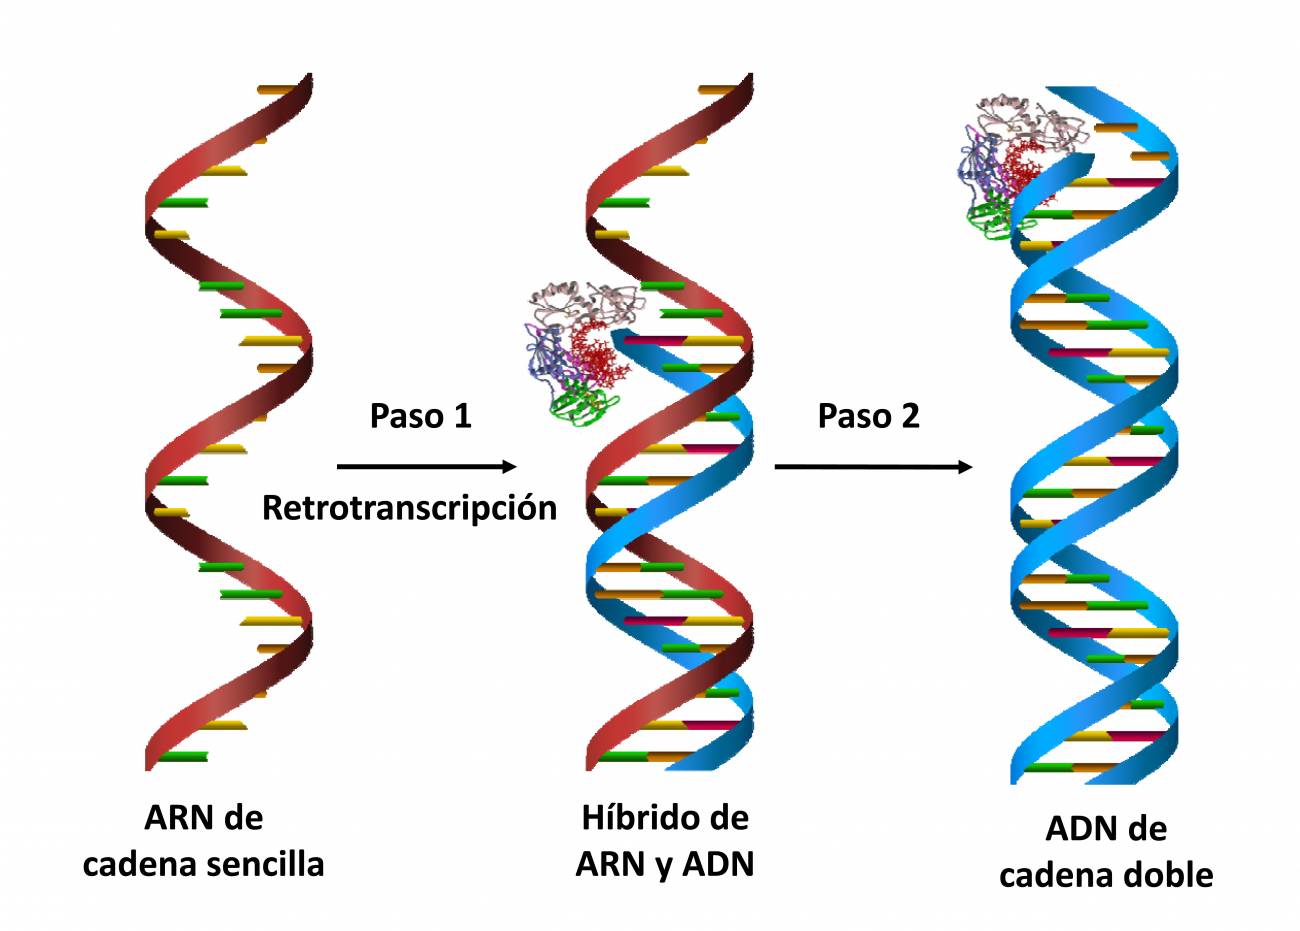 Paso 1
Retrotranscripción
Paso 2
ARN de
cadena sencilla
Híbrido de
ARN y ADN
ADN de
cadena doble